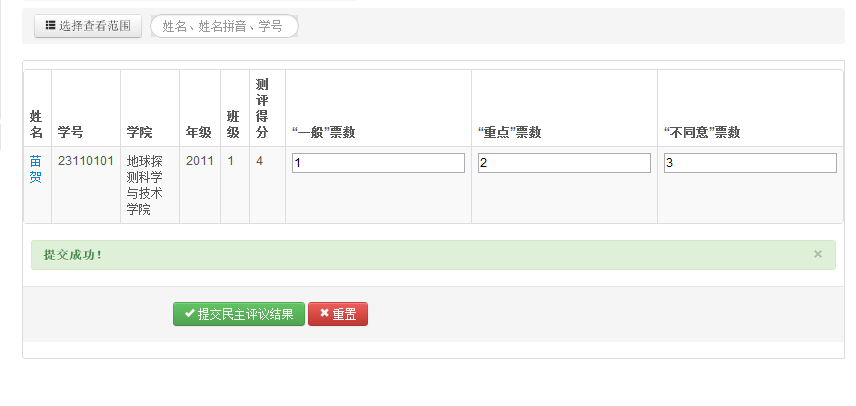 选择查看范围 姓名、姓名拼音、学号
姓名 学号 学院 年级 班级 测评得分 “一般”票数 “重点”票数 “不同意”票数
苗贺 23110101 地球探测科学与技术学院 2011 1 4 1 2 3
提交成功！ ×
提交民主评议结果 重置